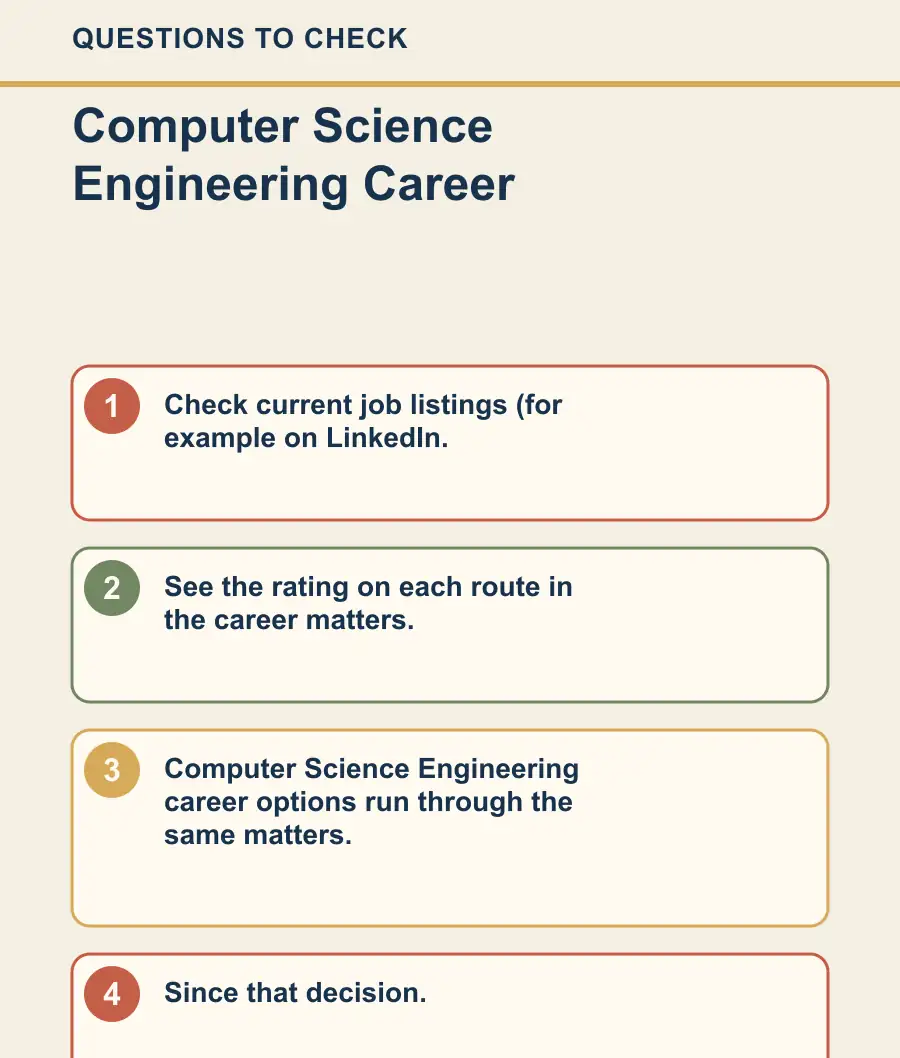 QUESTIONS TO CHECK
Computer Science
Engineering Career
1
Check current job listings (for
example on LinkedIn.
2
See the rating on each route in
the career matters.
3
Computer Science Engineering
career options run through the
same matters.
4
Since that decision.